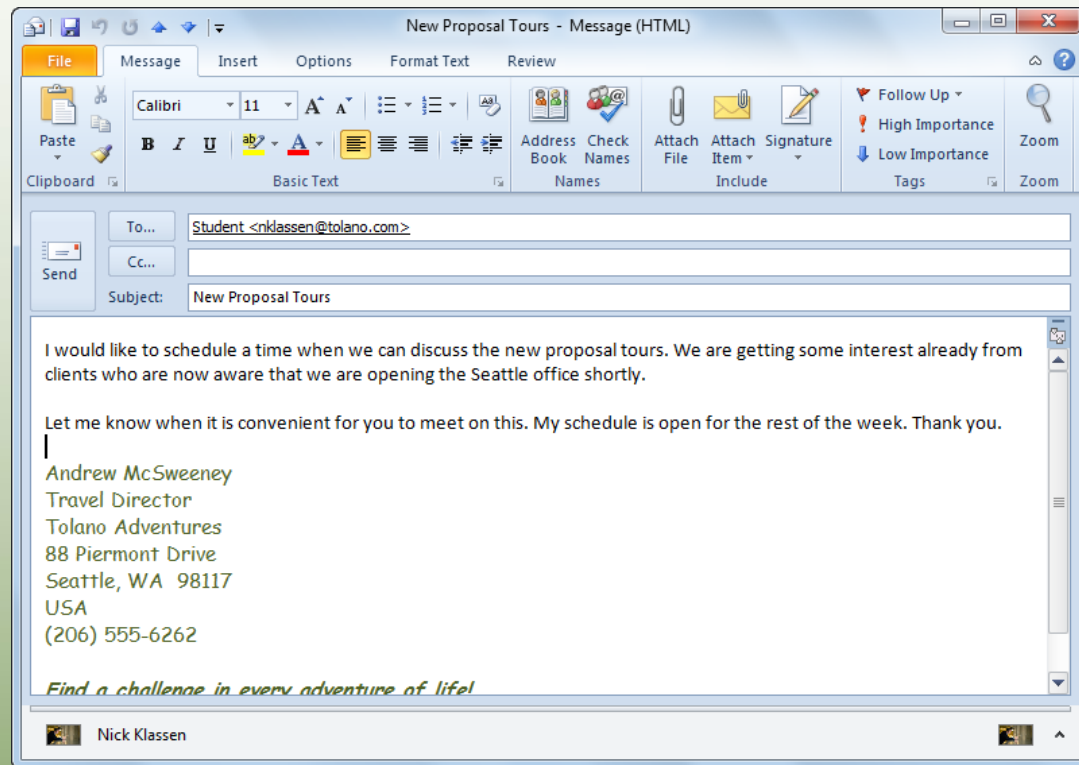 New Proposal Tours - Message (HTML)
File Message Insert Options Format Text Review
Paste
Clipboard
Calibri 11 A A
B I U ab A
Basic Text
Address Book
Check Names
Names
Attach File
Attach Item
Signature
Include
Follow Up
High Importance
Low Importance
Tags
Zoom
Zoom
Send
To... Student <nklassen@tolano.com>
Cc...
Subject: New Proposal Tours
I would like to schedule a time when we can discuss the new proposal tours. We are getting some interest already from
clients who are now aware that we are opening the Seattle office shortly.
Let me know when it is convenient for you to meet on this. My schedule is open for the rest of the week. Thank you.
Andrew McSweeney
Travel Director
Tolano Adventures
88 Piermont Drive
Seattle, WA 98117
USA
(206) 555-6262
Find a challenge in every adventure of life!
Nick Klassen